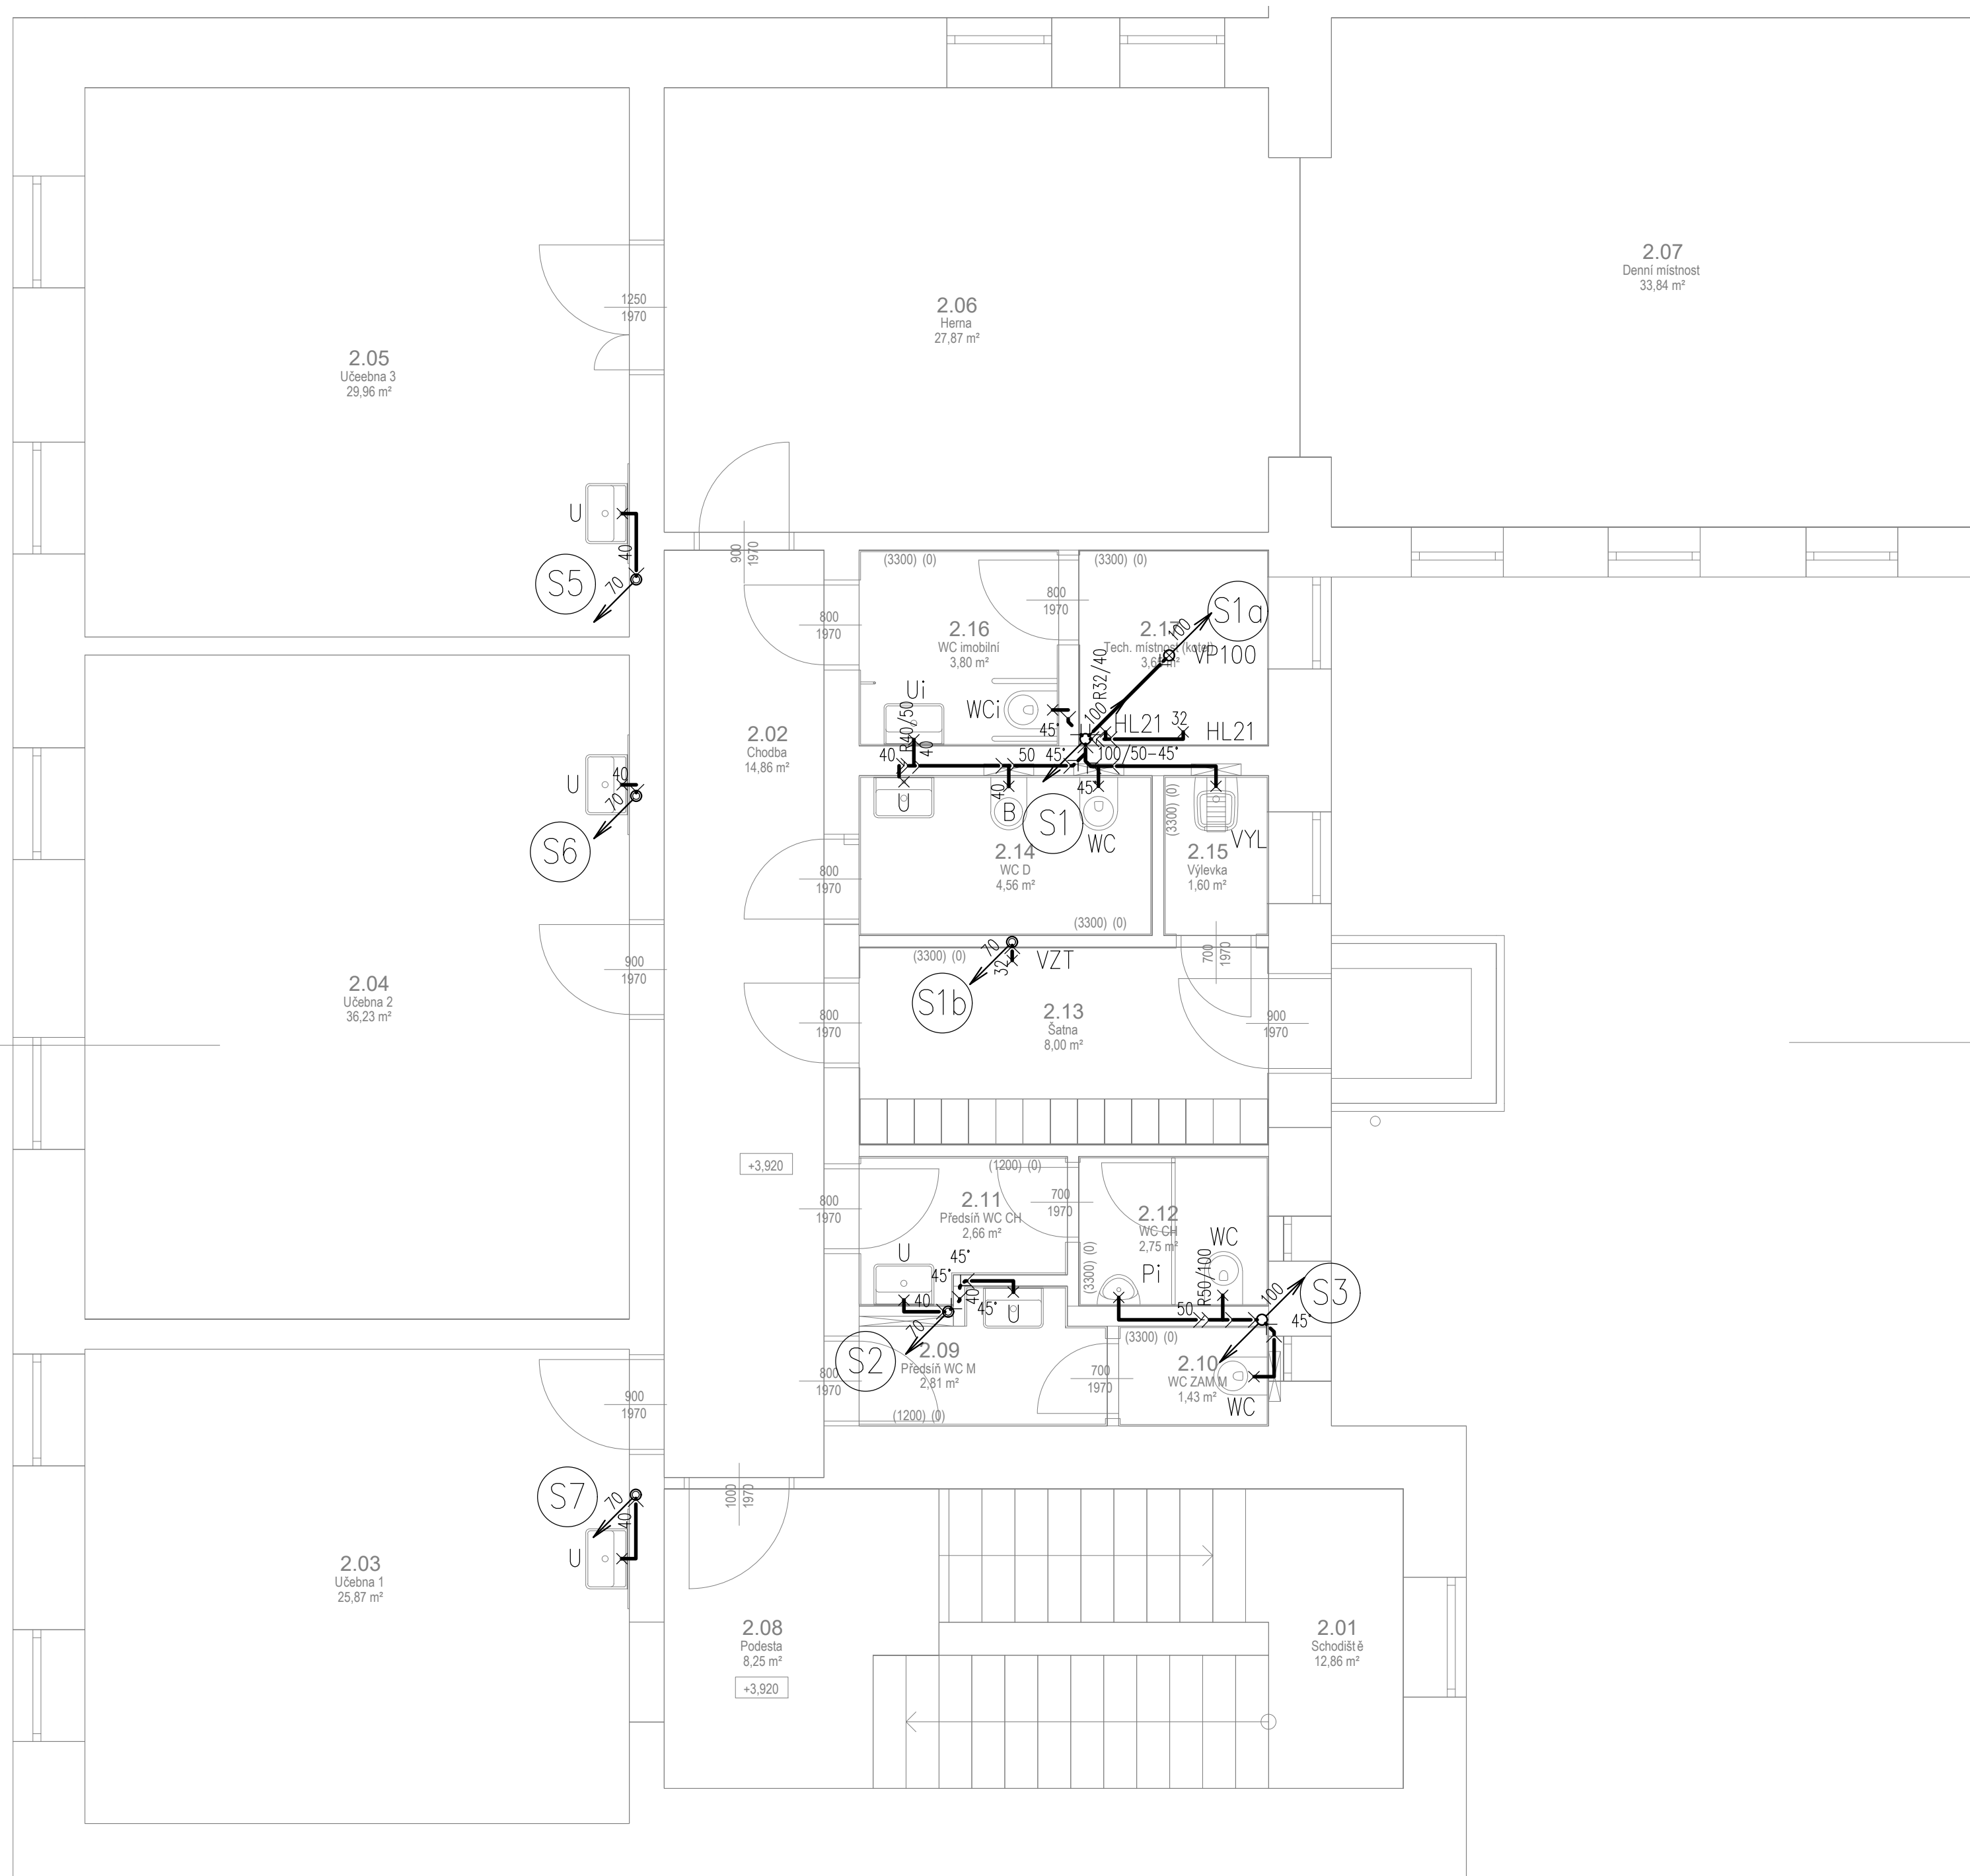 2.07
Denní místnost
33,84 m²
2.06
Herna
27,87 m²
1250
1970
2.05
Učeebna 3
29,96 m²
U
40
S5
70
900
1970
(3300) (0)
(3300) (0)
800
1970
S1a
100
2.16
WC imobilní
3,80 m²
2.17
Tech. místnost (kotel)
VP100
800
1970
R32/40
Ui
WCi
45°
100
HL21
32
HL21
R40/50
40
40
50
45°
100/50-45°
2.02
Chodba
14,86 m²
U
40
70
S6
U
40
B
S1
45°
WC
(3300) (0)
VYL
2.14
WC D
4,56 m²
2.15
Výlevka
1,60 m²
800
1970
(3300) (0)
(3300) (0)
70
32
VZT
700
1970
S1b
2.04
Učebna 2
36,23 m²
900
1970
2.13
Šatna
8,00 m²
800
1970
900
1970
+3,920
(1200) (0)
2.11
Předsíň WC CH
2,66 m²
700
1970
800
1970
2.12
WC CH
2,75 m²
WC
U
45°
45°
(3300) (0)
Pi
R50/100
100
S3
40
40
45°
U
50
45°
70
S2
2.09
Předsíň WC M
2,81 m²
(3300) (0)
2.10
WC ZAM M
1,43 m²
WC
700
1970
800
1970
(1200) (0)
900
1970
S7
70
40
U
1000
1970
2.03
Učebna 1
25,87 m²
2.08
Podesta
8,25 m²
+3,920
2.01
Schodiště
12,86 m²